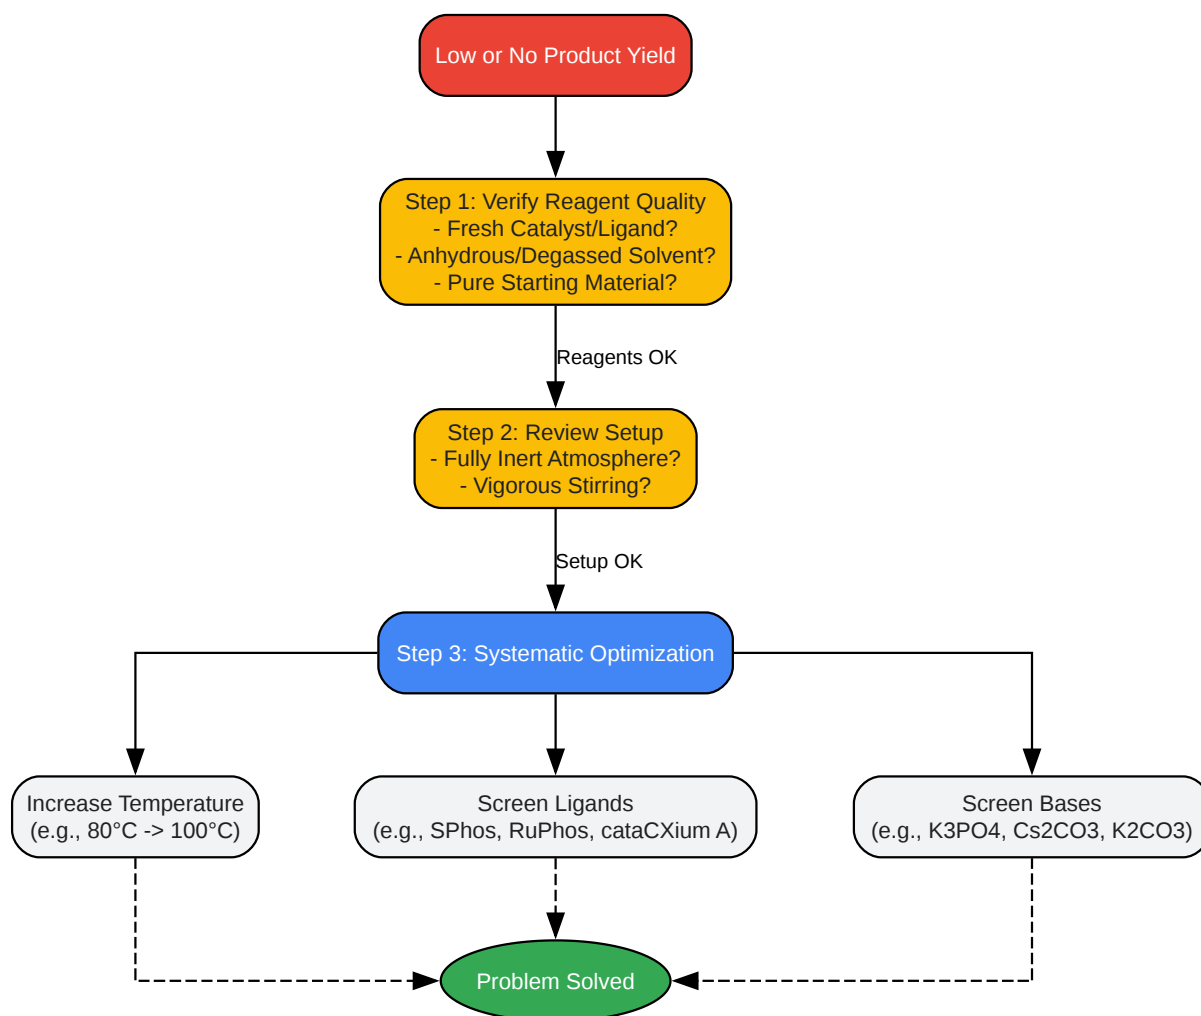 Low or No Product Yield
Step 1: Verify Reagent Quality
- Fresh Catalyst/Ligand?
- Anhydrous/Degassed Solvent?
- Pure Starting Material?
Reagents OK
Step 2: Review Setup
- Fully Inert Atmosphere?
- Vigorous Stirring?
Setup OK
Step 3: Systematic Optimization
Increase Temperature
(e.g., 80°C -> 100°C)
Screen Ligands
(e.g., SPhos, RuPhos, cataCXium A)
Screen Bases
(e.g., K3PO4, Cs2CO3, K2CO3)
Problem Solved